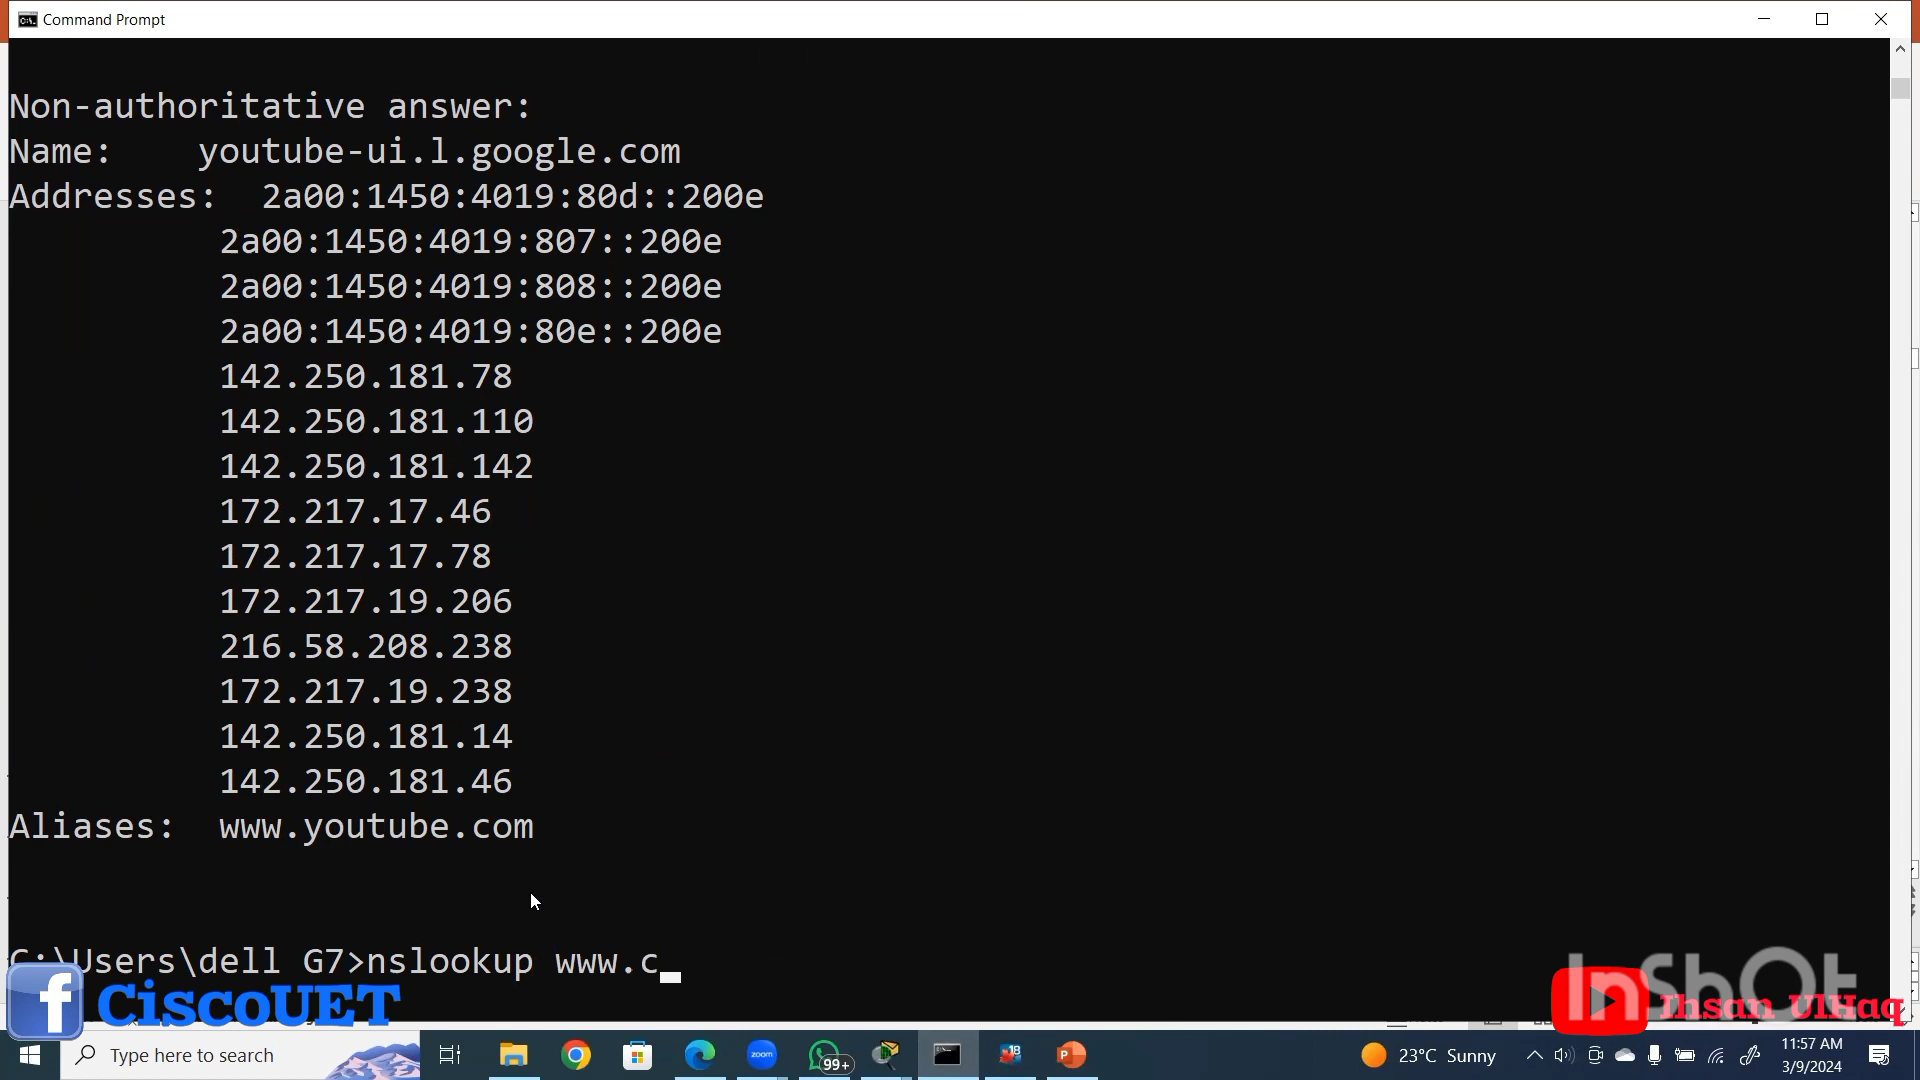 Command Prompt
Non-authoritative answer:
Name:    youtube-ui.l.google.com
Addresses:  2a00:1450:4019:80d::200e
2a00:1450:4019:807::200e
2a00:1450:4019:808::200e
2a00:1450:4019:80e::200e
142.250.181.78
142.250.181.110
142.250.181.142
172.217.17.46
172.217.17.78
172.217.19.206
216.58.208.238
172.217.19.238
142.250.181.14
142.250.181.46
Aliases:  www.youtube.com
C:\Users\dell G7>nslookup www.c
CiscoUET
InShOt
Ihsan UlHaq
Type here to search
zoom
99+
18
23°C Sunny
11:57 AM
3/9/2024